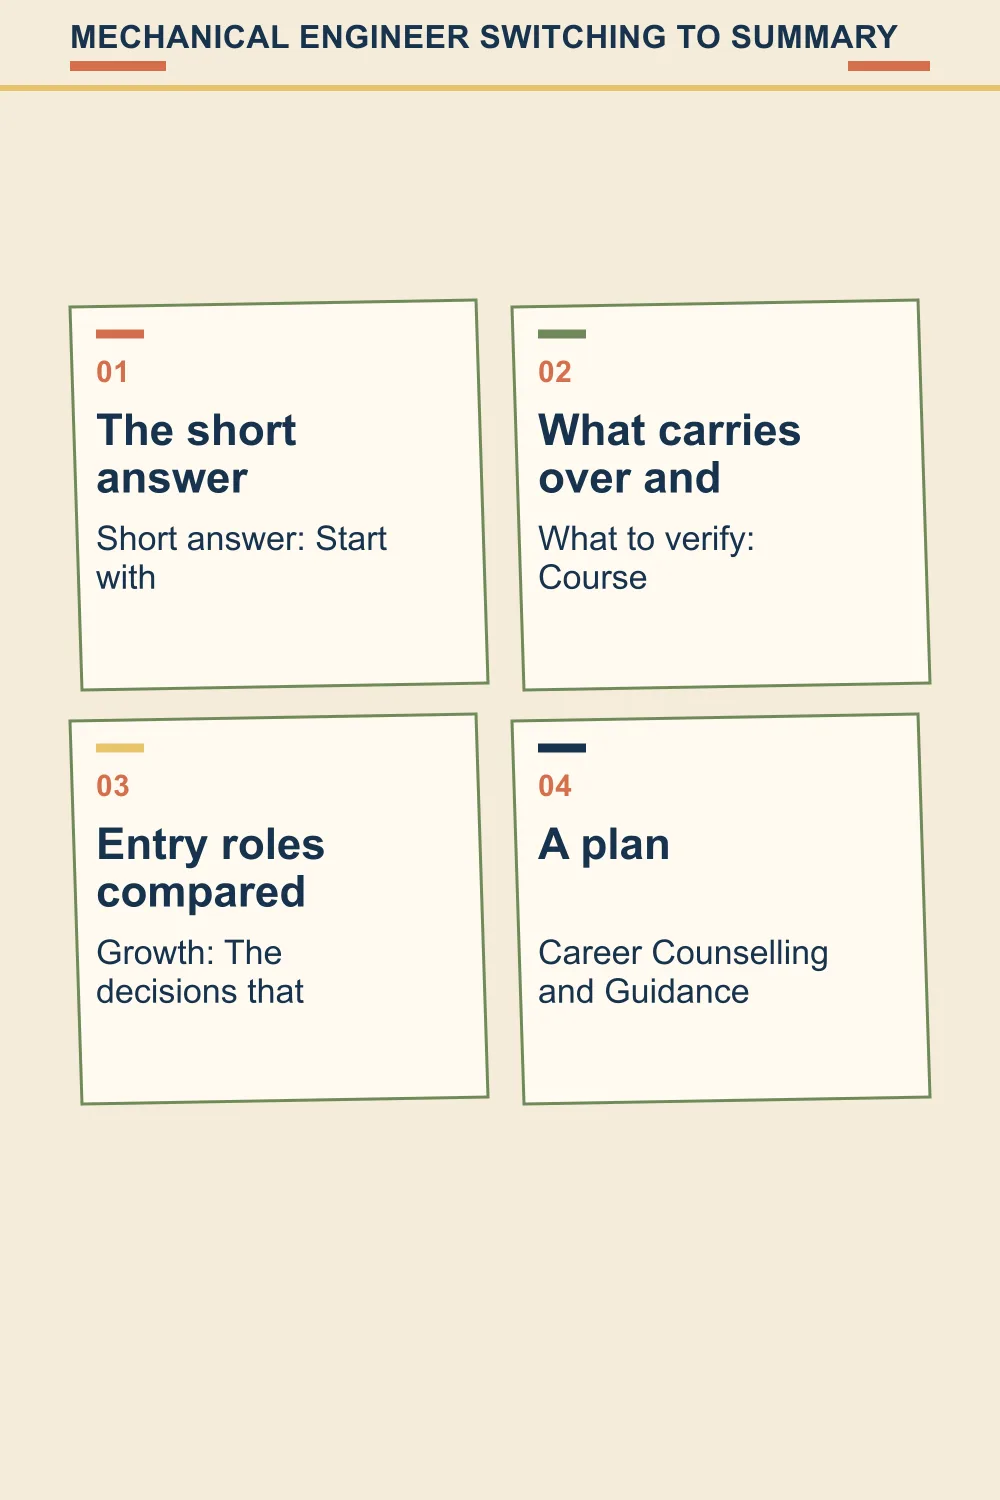 MECHANICAL ENGINEER SWITCHING TO SUMMARY
01
The short
answer
Short answer: Start
with
02
What carries
over and
What to verify:
Course
03
Entry roles
compared
Growth: The
decisions that
04
A plan
Career Counselling
and Guidance